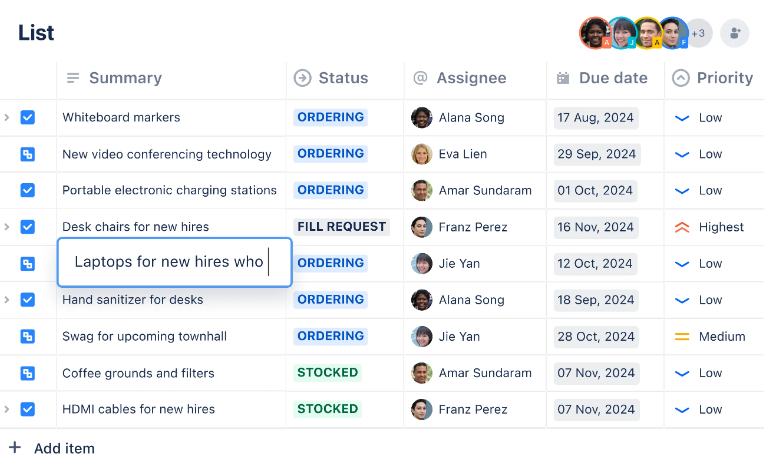 List
A J A F +3
Summary Status @ Assignee Due date Priority
Whiteboard markers ORDERING Alana Song 17 Aug, 2024 Low
New video conferencing technology ORDERING Eva Lien 29 Sep, 2024 Low
Portable electronic charging stations ORDERING Amar Sundaram 01 Oct, 2024 Low
Desk chairs for new hires FILL REQUEST Franz Perez 16 Nov, 2024 Highest
Laptops for new hires who ORDERING Jie Yan 12 Oct, 2024 Low
Hand sanitizer for desks ORDERING Alana Song 18 Sep, 2024 Low
Swag for upcoming townhall ORDERING Jie Yan 28 Oct, 2024 Medium
Coffee grounds and filters STOCKED Amar Sundaram 07 Nov, 2024 Low
HDMI cables for new hires STOCKED Franz Perez 07 Nov, 2024 Low
+ Add item